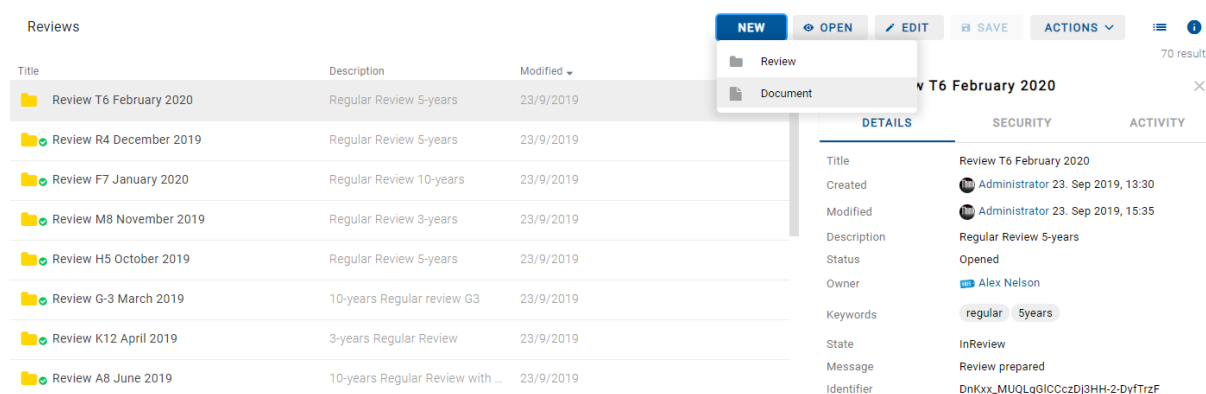 Reviews
NEW
OPEN
EDIT
SAVE
ACTIONS
70 result
Review
Document
Title Description Modified
Review T6 February 2020 Regular Review 5-years 23/9/2019
Review R4 December 2019 Regular Review 5-years 23/9/2019
Review F7 January 2020 Regular Review 10-years 23/9/2019
Review M8 November 2019 Regular Review 3-years 23/9/2019
Review H5 October 2019 Regular Review 5-years 23/9/2019
Review G-3 March 2019 10-years Regular review G3 23/9/2019
Review K12 April 2019 3-years Regular Review 23/9/2019
Review A8 June 2019 10-years Regular Review with ... 23/9/2019
T6 February 2020
DETAILS SECURITY ACTIVITY
Title Review T6 February 2020
Created Administrator 23. Sep 2019, 13:30
Modified Administrator 23. Sep 2019, 15:35
Description Regular Review 5-years
Status Opened
Owner Alex Nelson
Keywords regular 5years
State InReview
Message Review prepared
Identifier